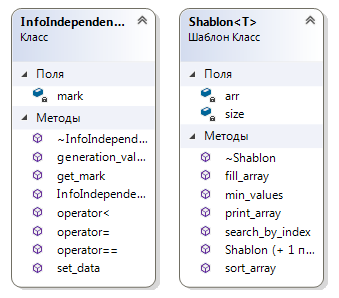 InfoIndependen...
Класс
Поля
mark
Методы
~InfoIndepend...
generation_val...
get_mark
InfoIndepende...
operator<
operator=
operator==
set_data
Shablon<T>
Шаблон Класс
Поля
arr
size
Методы
~Shablon
fill_array
min_values
print_array
search_by_index
Shablon (+ 1 п...
sort_array